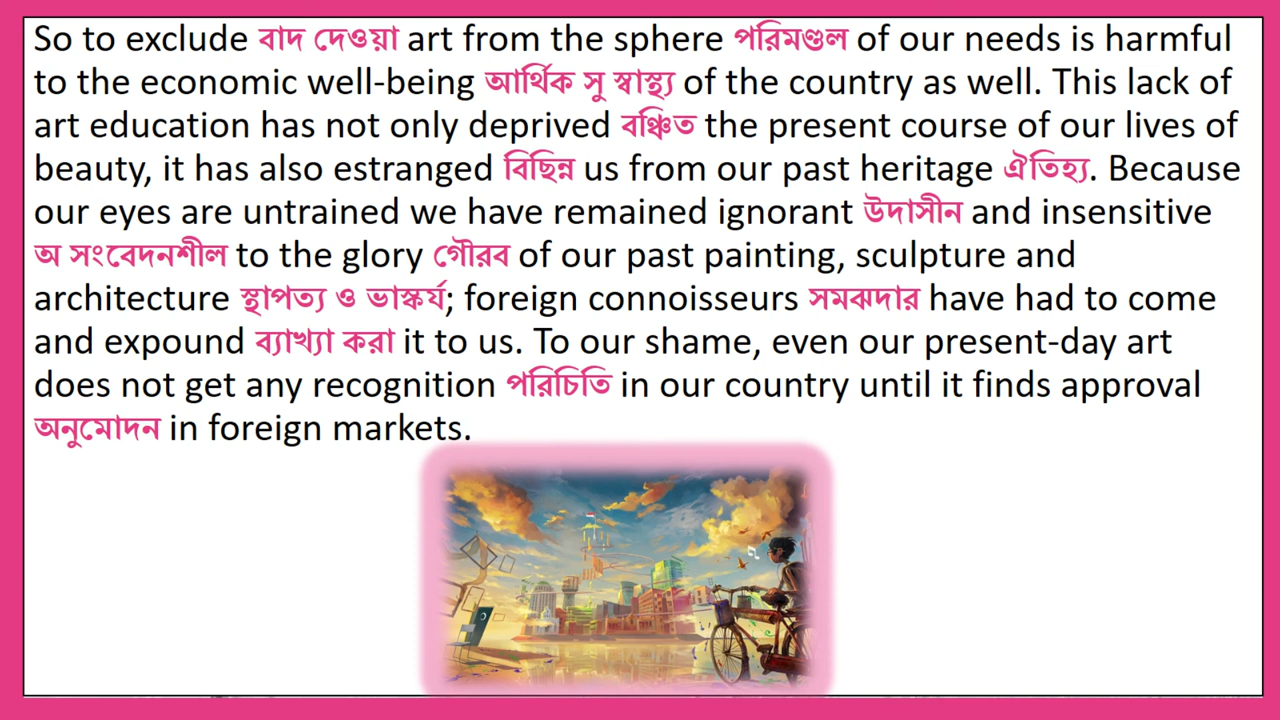 So to exclude বাদ দেওয়া art from the sphere পরিমণ্ডল of our needs is harmful
to the economic well-being আর্থিক সু স্বাস্থ্য of the country as well. This lack of
art education has not only deprived বঞ্চিত the present course of our lives of
beauty, it has also estranged বিছিন্ন us from our past heritage ঐতিহ্য. Because
our eyes are untrained we have remained ignorant উদাসীন and insensitive
অ সংবেদনশীল to the glory গৌরব of our past painting, sculpture and
architecture স্থাপত্য ও ভাস্কর্য; foreign connoisseurs সমঝদার have had to come
and expound ব্যাখ্যা করা it to us. To our shame, even our present-day art
does not get any recognition পরিচিতি in our country until it finds approval
অনুমোদন in foreign markets.